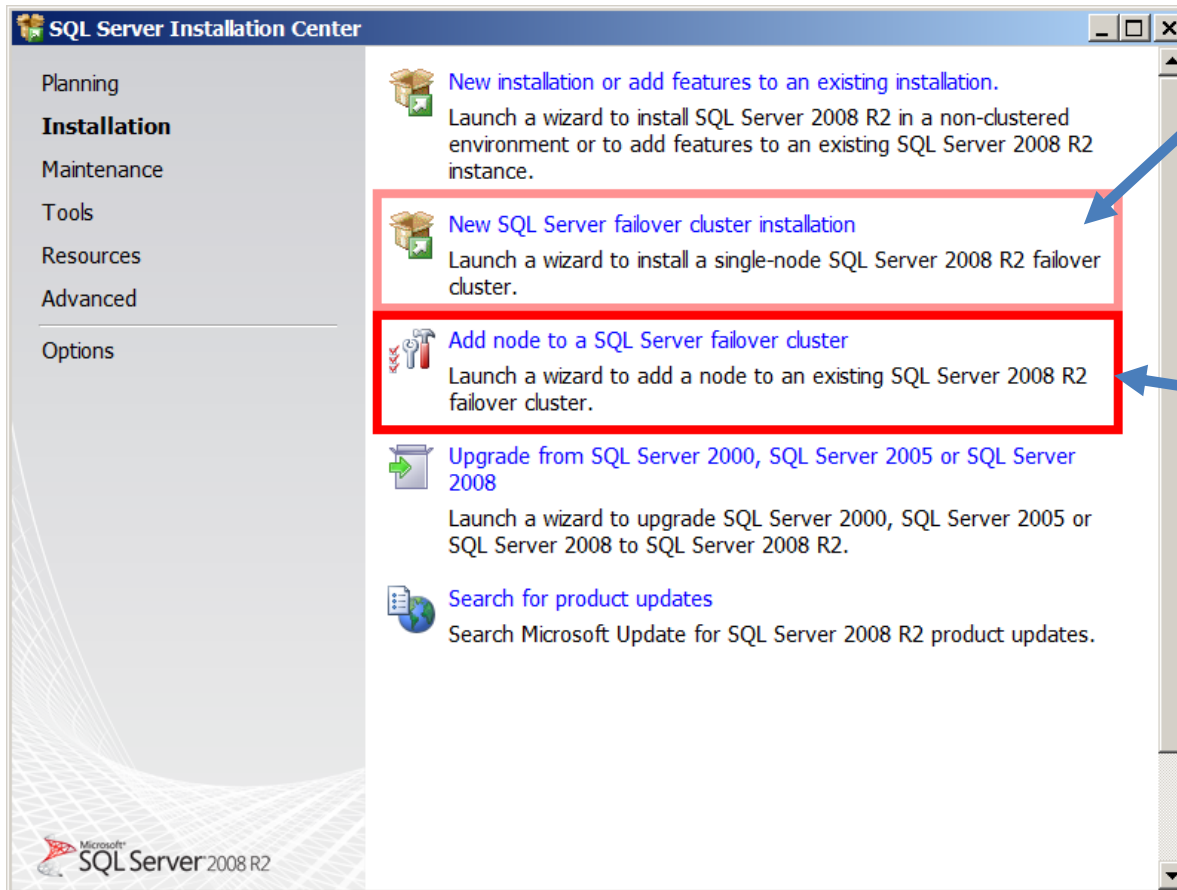 SQL Server Installation Center
Planning
Installation
Maintenance
Tools
Resources
Advanced
Options
New installation or add features to an existing installation.
Launch a wizard to install SQL Server 2008 R2 in a non-clustered
environment or to add features to an existing SQL Server 2008 R2
instance.
New SQL Server failover cluster installation
Launch a wizard to install a single-node SQL Server 2008 R2 failover
cluster.
Add node to a SQL Server failover cluster
Launch a wizard to add a node to an existing SQL Server 2008 R2
failover cluster.
Upgrade from SQL Server 2000, SQL Server 2005 or SQL Server
2008
Launch a wizard to upgrade SQL Server 2000, SQL Server 2005 or
SQL Server 2008 to SQL Server 2008 R2.
Search for product updates
Search Microsoft Update for SQL Server 2008 R2 product updates.
Microsoft®
SQL Server® 2008 R2